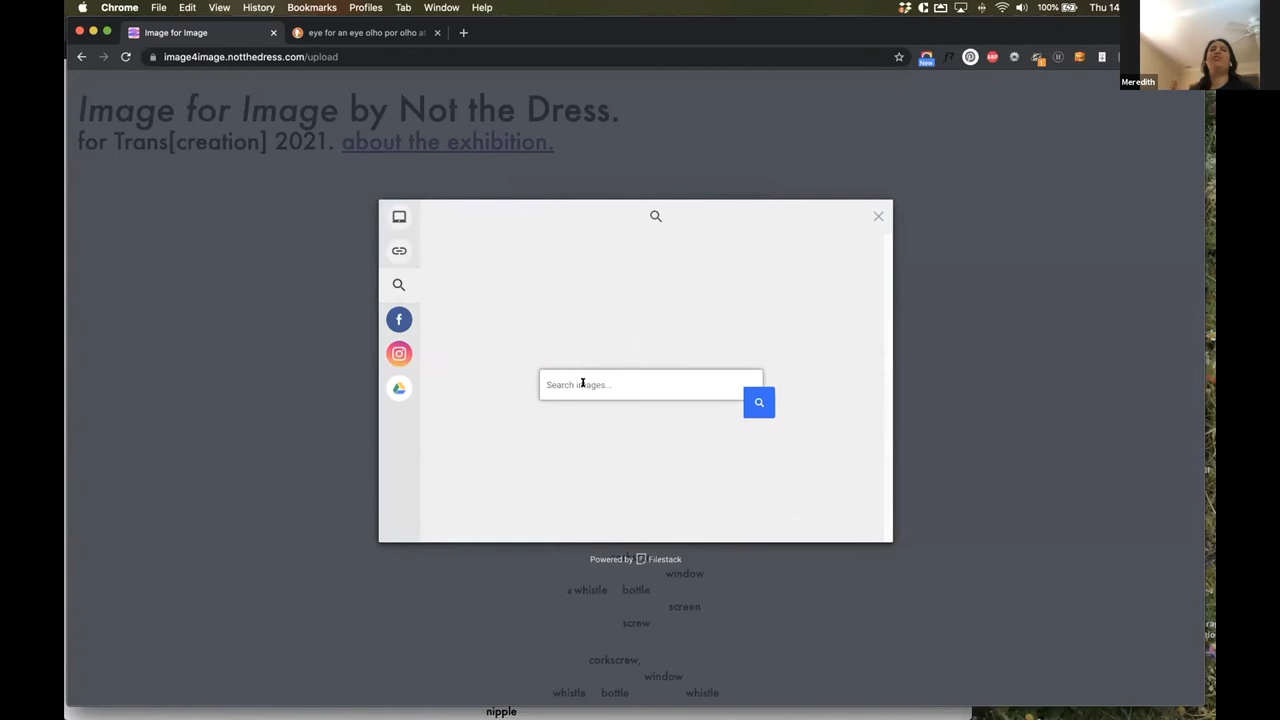 Chrome File Edit View History Bookmarks Profiles Tab Window Help 100% Thu 14
Meredith
Image for Image
eye for an eye olho por olho
image4image.notthedress.com/upload
New
Image for Image by Not the Dress.
for Trans[creation] 2021. about the exhibition.
Search images...
Powered by Filestack
window
a whistle bottle
screen
screw
corkscrew,
window
whistle bottle whistle
nipple